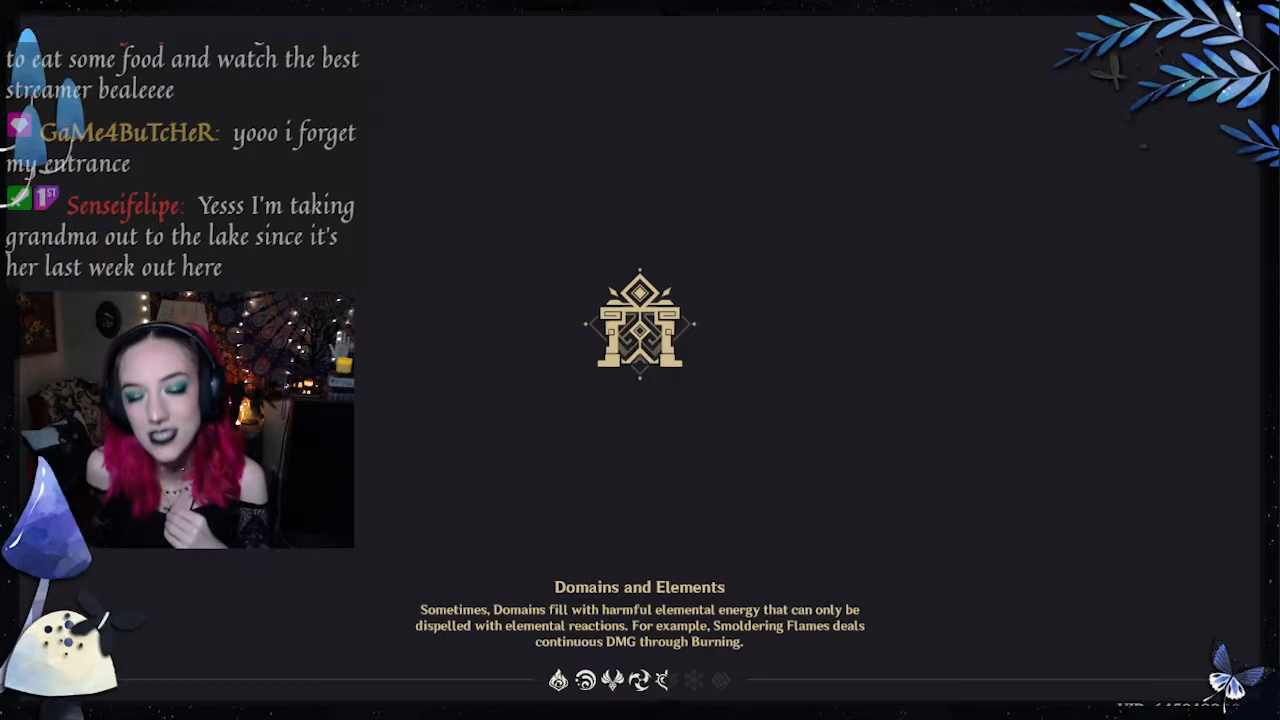 to eat some food and watch the best
streamer bealeeee
GaMe4BuTcHeR: yooo i forget
my entrance
1ST Senseifelipe: Yesss I'm taking
grandma out to the lake since it's
her last week out here
Domains and Elements
Sometimes, Domains fill with harmful elemental energy that can only be
dispelled with elemental reactions. For example, Smoldering Flames deals
continuous DMG through Burning.